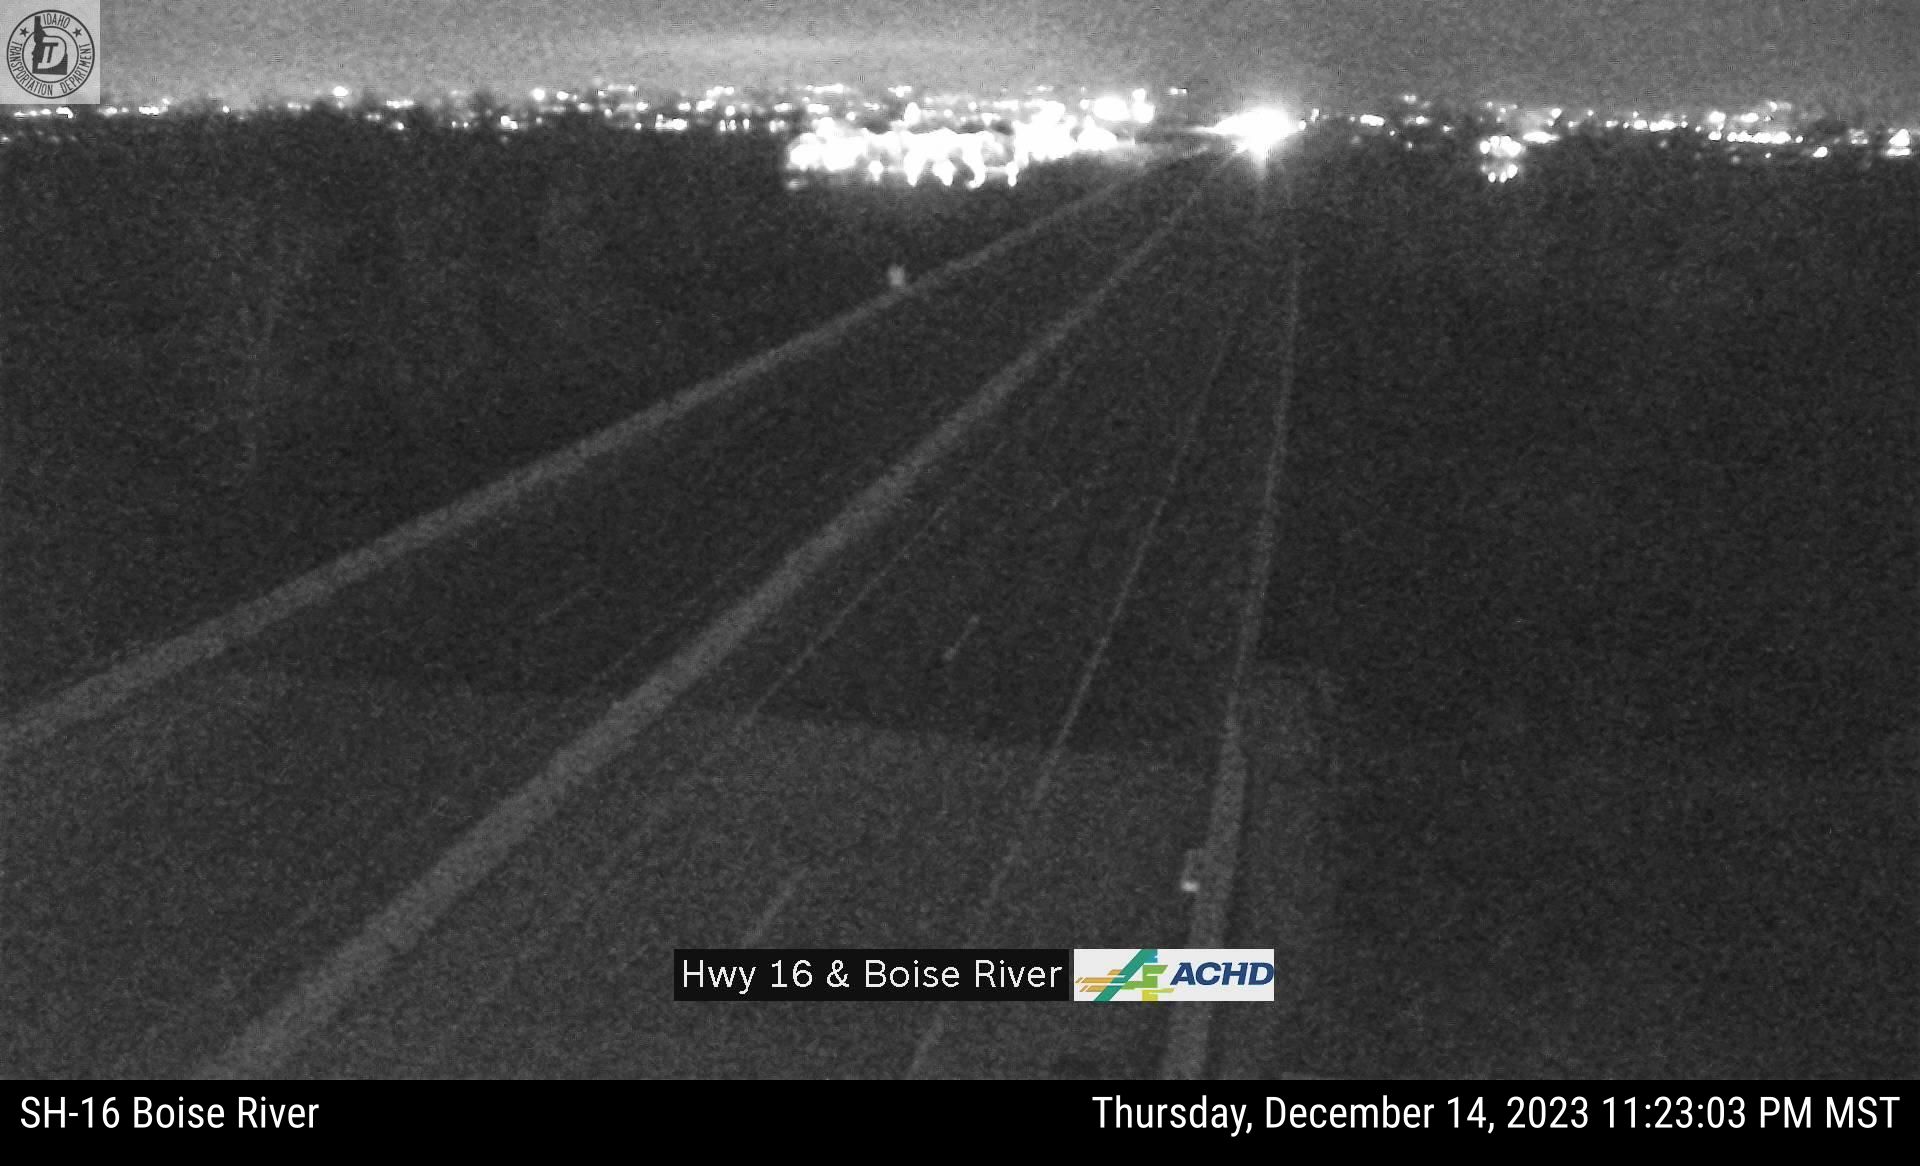 IDAHO
TRANSPORTATION DEPARTMENT
Hwy 16 & Boise River
ACHD
SH-16 Boise River
Thursday, December 14, 2023 11:23:03 PM MST